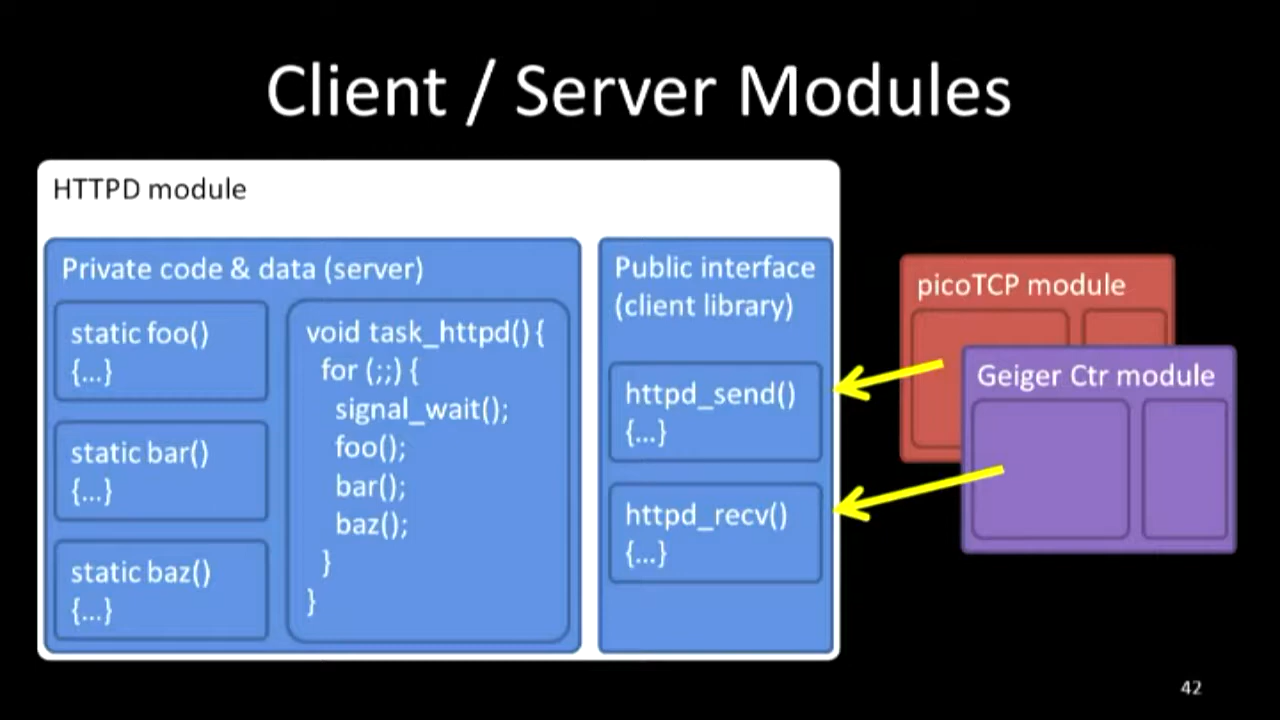 Client / Server Modules
HTTPD module
Private code & data (server)
static foo()
{...}
static bar()
{...}
static baz()
{...}
void task_httpd() {
for (;;) {
signal_wait();
foo();
bar();
baz();
}
}
Public interface
(client library)
httpd_send()
{...}
httpd_recv()
{...}
picoTCP module
Geiger Ctr module
42